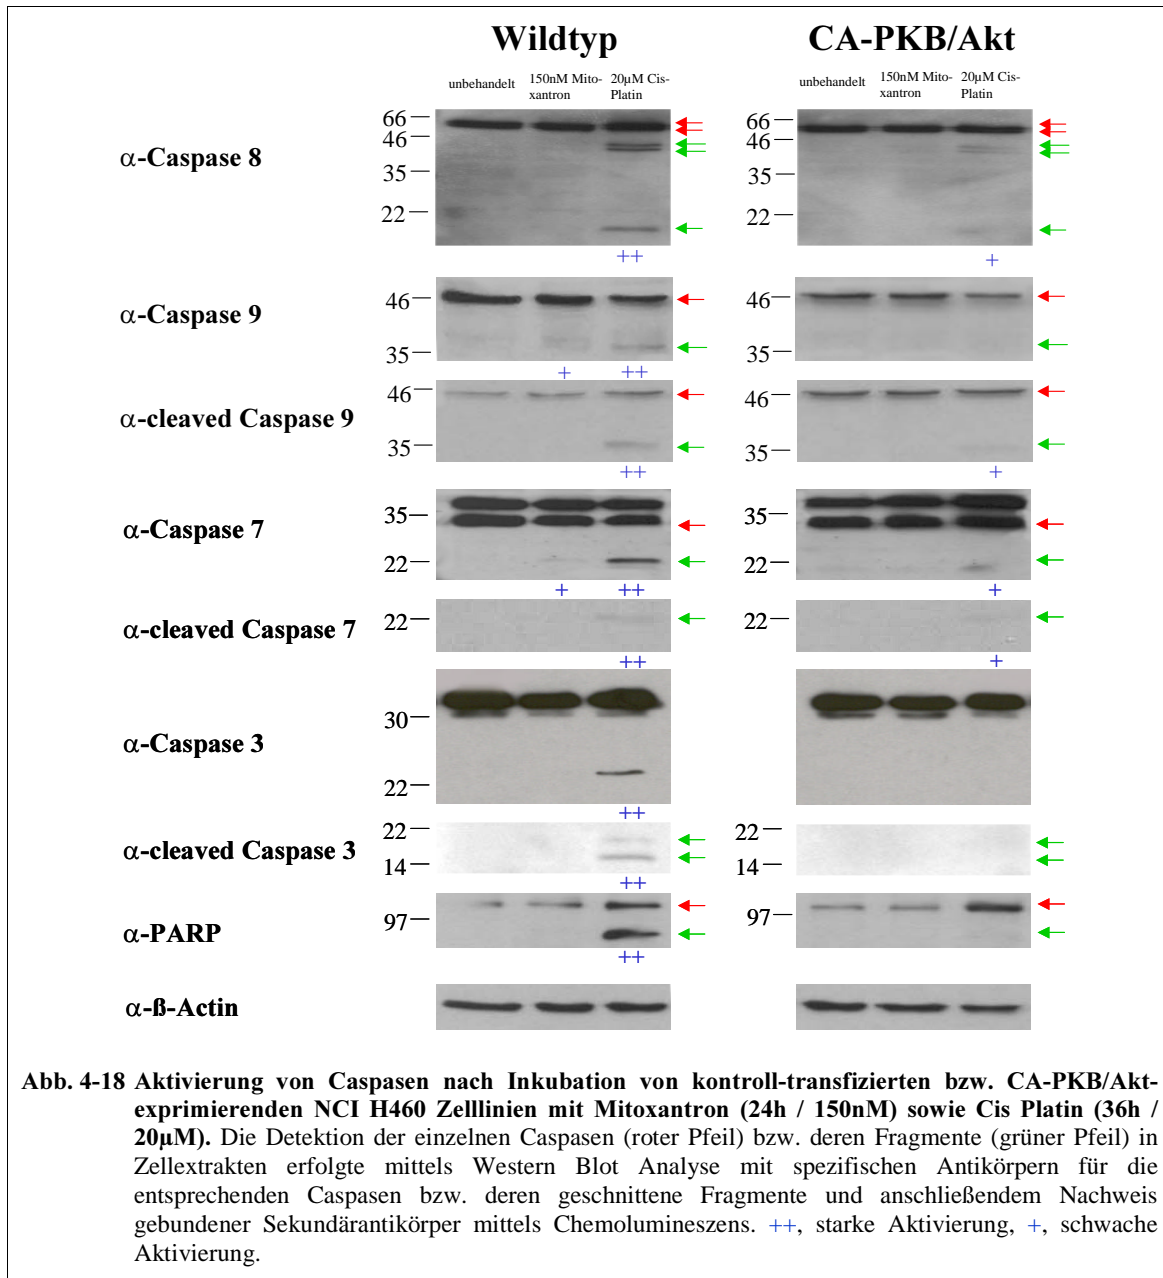 Wildtyp CA-PKB/Akt
unbehandelt 150nM Mito-xantron 20µM Cis-Platin unbehandelt 150nM Mito-xantron 20µM Cis-Platin
α-Caspase 8
66 46 35 22
66 46 35 22
++ +
α-Caspase 9
46 35
46 35
+ ++
α-cleaved Caspase 9
46 35
46 35
++ +
α-Caspase 7
35 22
35 22
+ ++ +
α-cleaved Caspase 7
22 22
++ +
α-Caspase 3
30 22
++
α-cleaved Caspase 3
22 14
22 14
++
α-PARP
97 97
++
α-ß-Actin
Abb. 4-18 Aktivierung von Caspasen nach Inkubation von kontroll-transfizierten bzw. CA-PKB/Akt-
exprimierenden NCI H460 Zelllinien mit Mitoxantron (24h / 150nM) sowie Cis Platin (36h /
20µM). Die Detektion der einzelnen Caspasen (roter Pfeil) bzw. deren Fragmente (grüner Pfeil) in
Zellextrakten erfolgte mittels Western Blot Analyse mit spezifischen Antikörpern für die
entsprechenden Caspasen bzw. deren geschnittene Fragmente und anschließendem Nachweis
gebundener Sekundärantikörper mittels Chemolumineszens. ++, starke Aktivierung, +, schwache
Aktivierung.